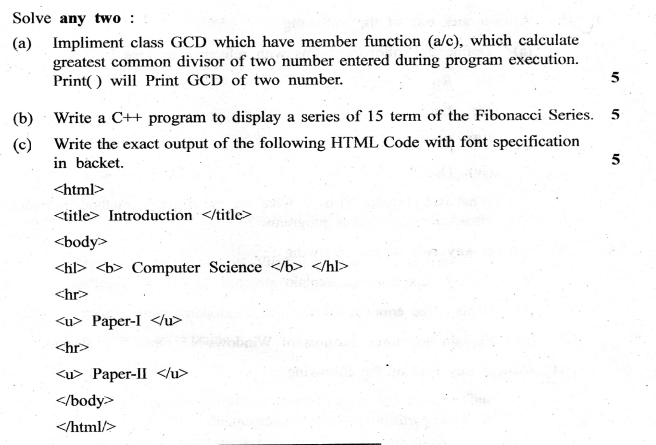 Solve any two :
(a) Impliment class GCD which have member function (a/c), which calculate
greatest common divisor of two number entered during program execution.
Print( ) will Print GCD of two number. 5
(b) Write a C++ program to display a series of 15 term of the Fibonacci Series. 5
(c) Write the exact output of the following HTML Code with font specification
in backet. 5
<html>
<title> Introduction </title>
<body>
<hl> <b> Computer Science </b> </hl>
<hr>
<u> Paper-I </u>
<hr>
<u> Paper-II </u>
</body>
</html/>